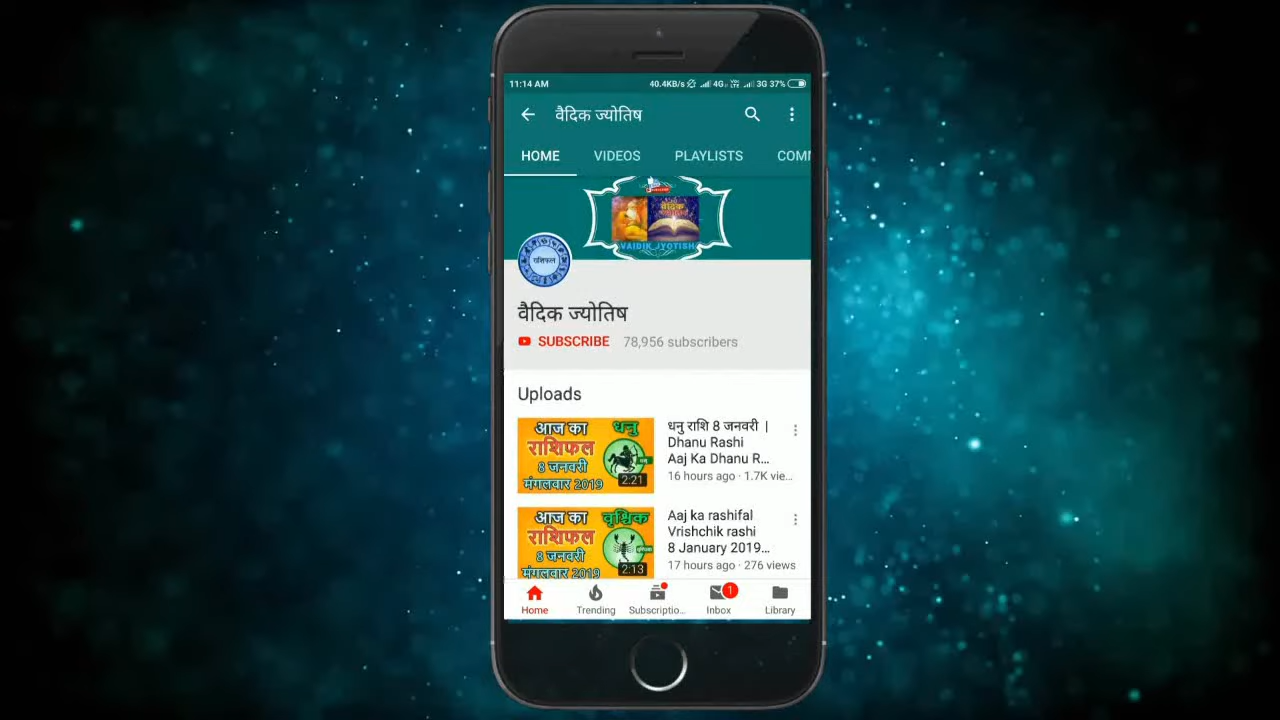 11:14 AM
40.4KB/s 4G VoLTE 3G 37%
वैदिक ज्योतिष
HOME VIDEOS PLAYLISTS COMM
वैदिक
VAIDIK JYOTISH
राशिफल
वैदिक ज्योतिष
SUBSCRIBE 78,956 subscribers
Uploads
आज का धनु
राशिफल
8 जनवरी
मंगलवार 2019
2:21
धनु राशि 8 जनवरी |
Dhanu Rashi
Aaj Ka Dhanu R...
16 hours ago · 1.7K vie...
आज का वृश्चिक
राशिफल
8 जनवरी
मंगलवार 2019
2:13
Aaj ka rashifal
Vrishchik rashi
8 January 2019...
17 hours ago · 276 views
1
Home Trending Subscriptio... Inbox Library